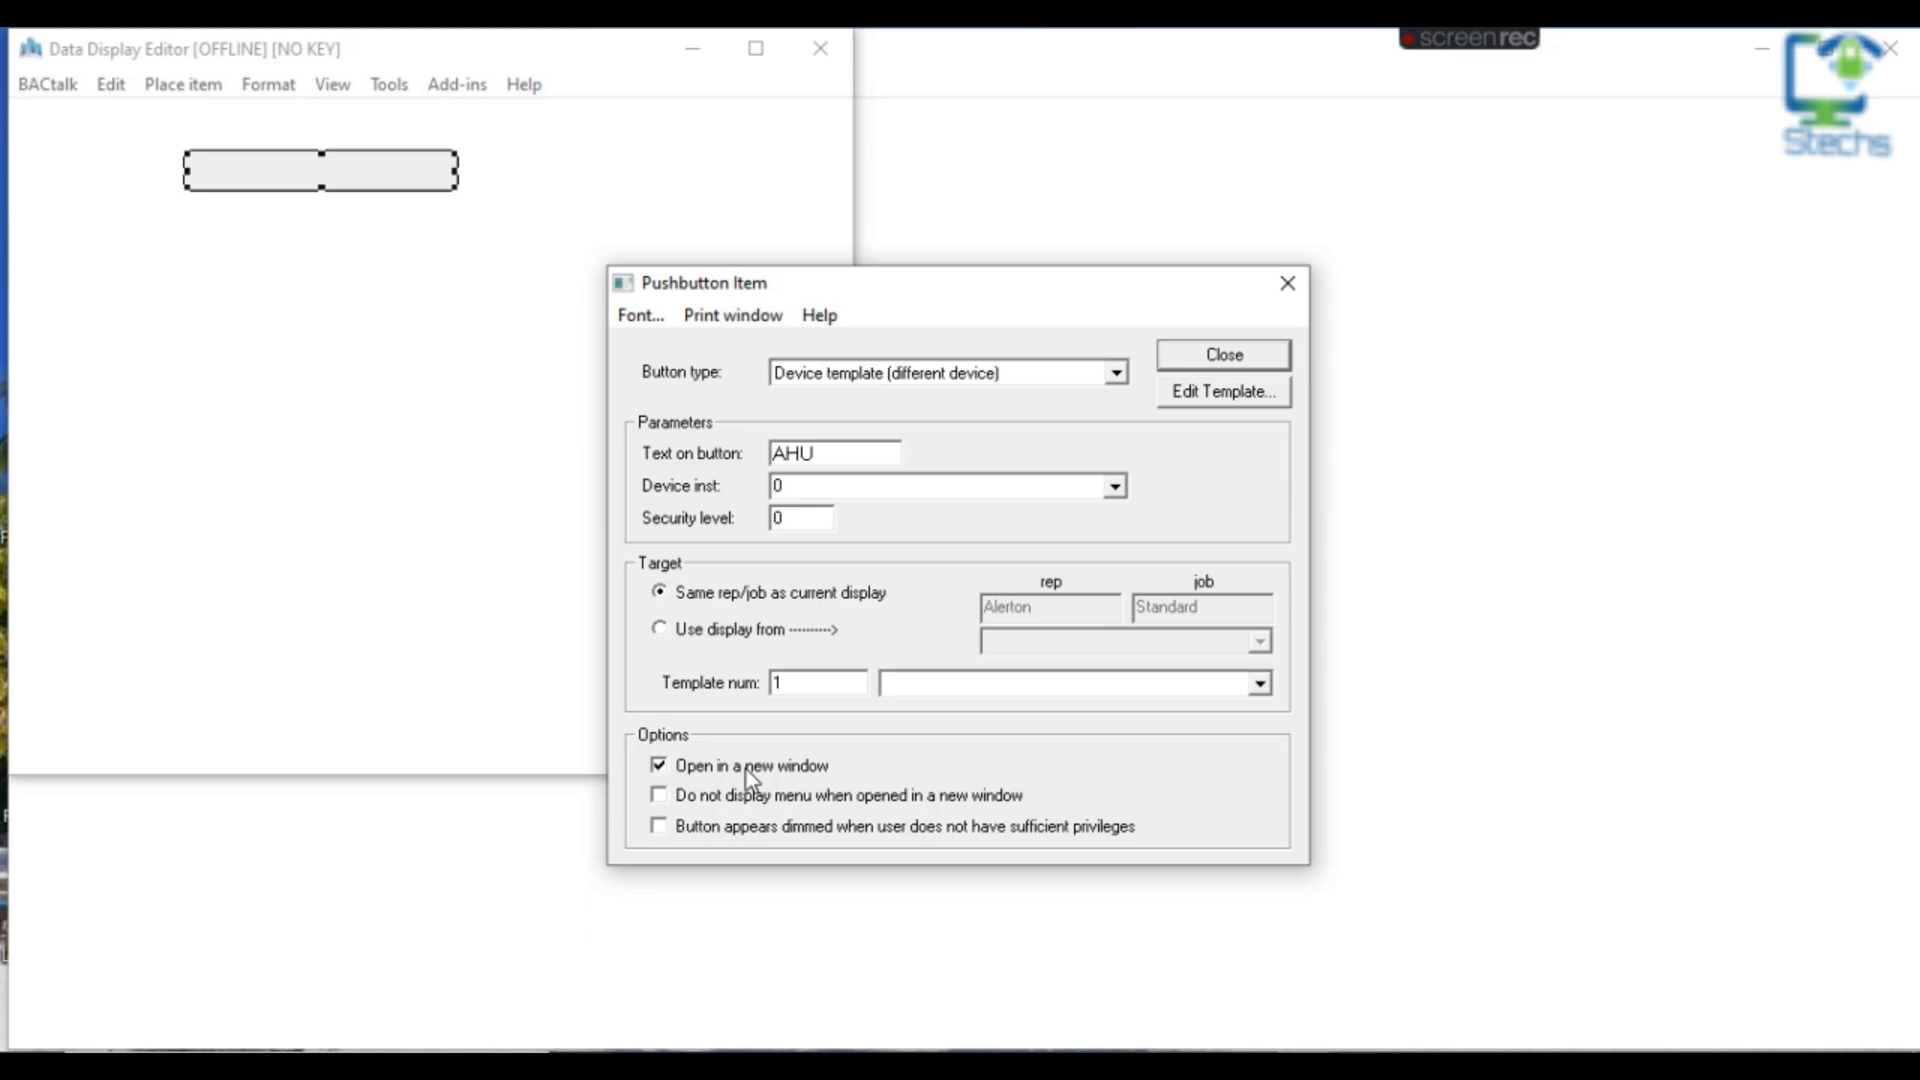 Data Display Editor [OFFLINE] [NO KEY]
screenrec
Stechs
BACtalk Edit Place item Format View Tools Add-ins Help
Pushbutton Item
Font... Print window Help
Button type: Device template (different device)
Close
Edit Template...
Parameters
Text on button: AHU
Device inst: 0
Security level: 0
Target
Same rep/job as current display
rep job
Alerton Standard
Use display from ---------->
Template num: 1
Options
Open in a new window
Do not display menu when opened in a new window
Button appears dimmed when user does not have sufficient privileges